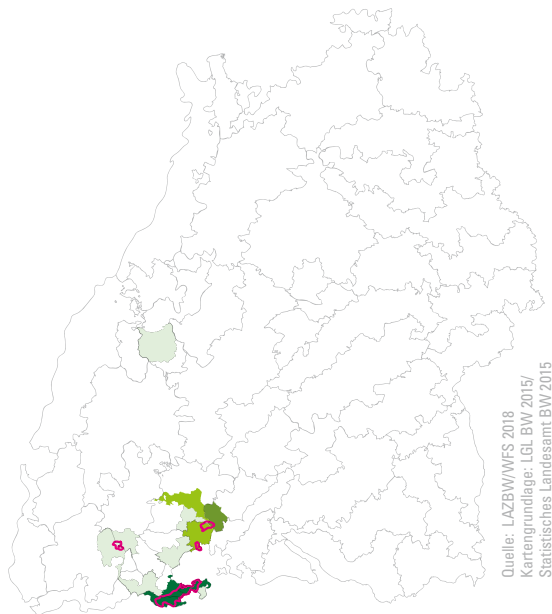 Quelle: LAZBW/WFS 2018
Kartengrundlage: LGL BW 2015/
Statistisches Landesamt BW 2015